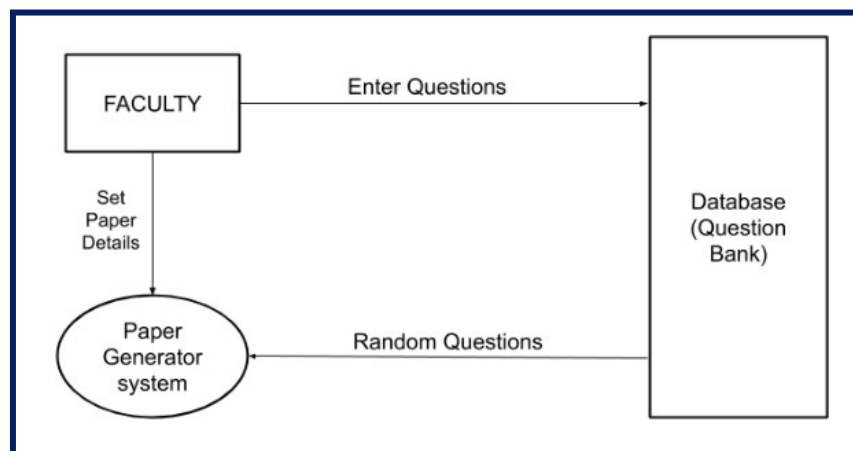 FACULTY
Enter Questions
Set
Paper
Details
Database
(Question
Bank)
Paper
Generator
system
Random Questions